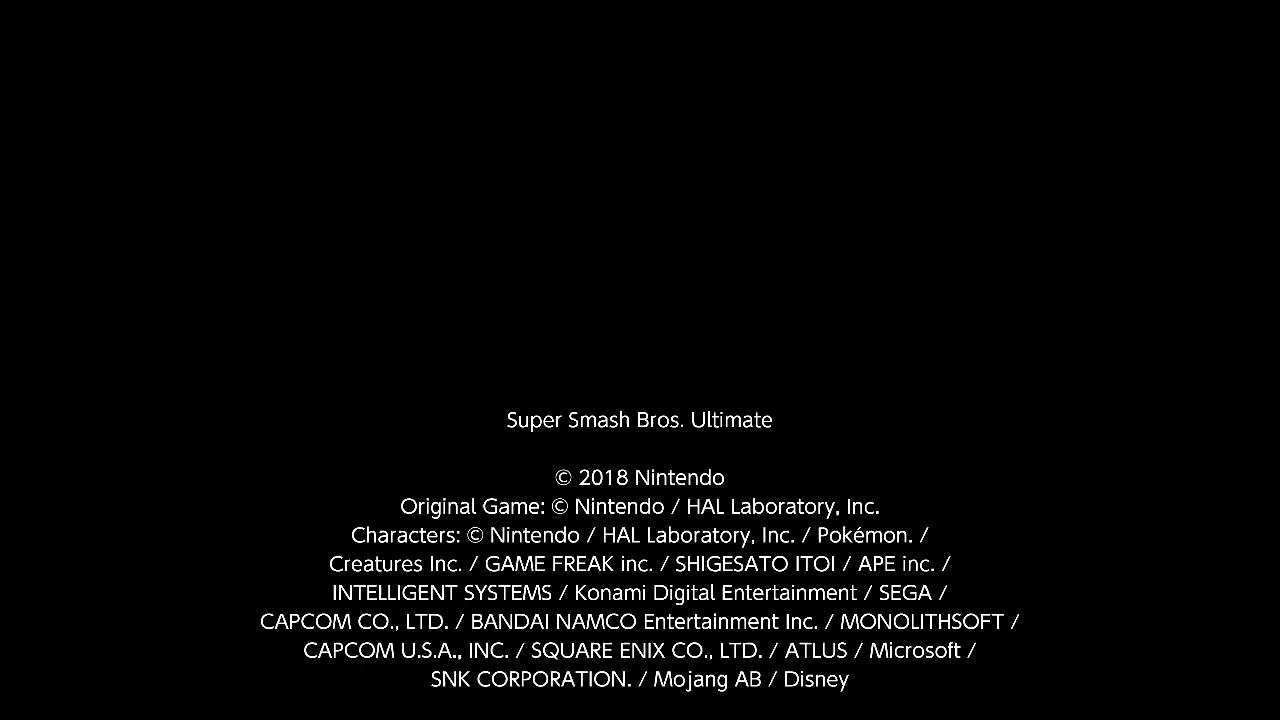 Super Smash Bros. Ultimate
© 2018 Nintendo
Original Game: © Nintendo / HAL Laboratory, Inc.
Characters: © Nintendo / HAL Laboratory, Inc. / Pokémon. /
Creatures Inc. / GAME FREAK inc. / SHIGESATO ITOI / APE inc. /
INTELLIGENT SYSTEMS / Konami Digital Entertainment / SEGA /
CAPCOM CO., LTD. / BANDAI NAMCO Entertainment Inc. / MONOLITHSOFT /
CAPCOM U.S.A., INC. / SQUARE ENIX CO., LTD. / ATLUS / Microsoft /
SNK CORPORATION. / Mojang AB / Disney